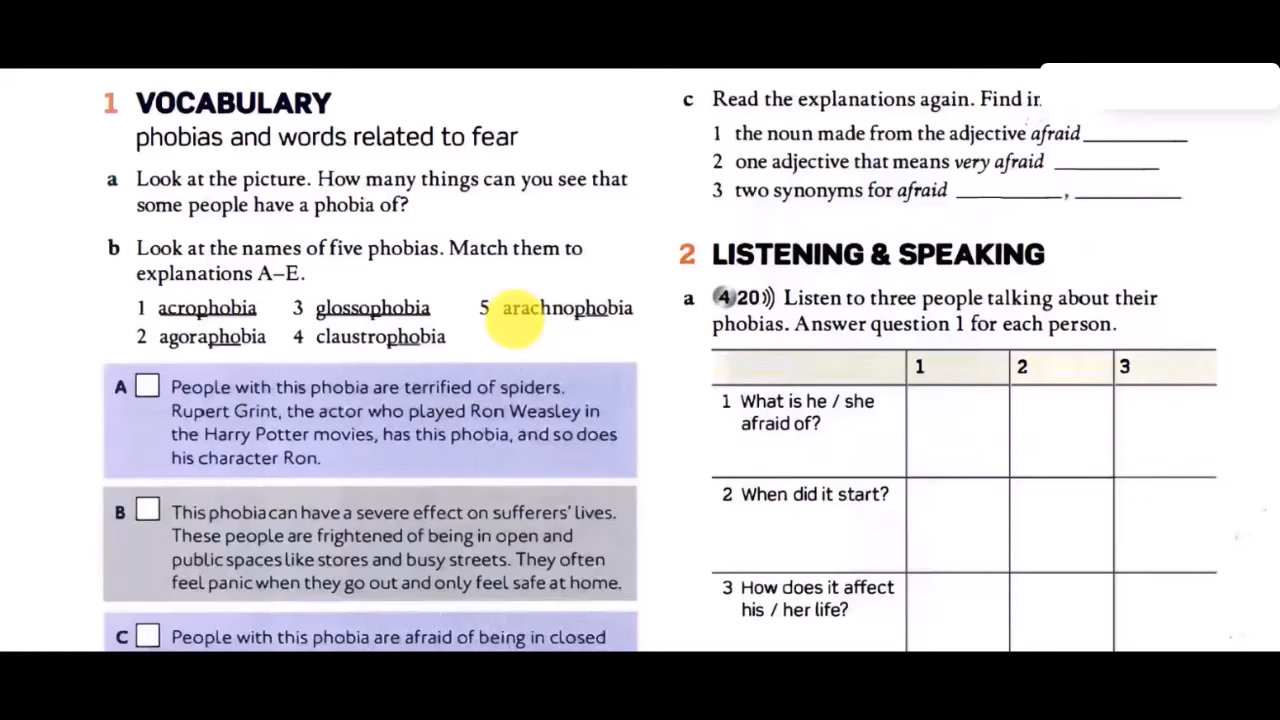 1 VOCABULARY
phobias and words related to fear
a Look at the picture. How many things can you see that
some people have a phobia of?
b Look at the names of five phobias. Match them to
explanations A–E.
1 acrophobia 3 glossophobia 5 arachnophobia
2 agoraphobia 4 claustrophobia
A People with this phobia are terrified of spiders.
Rupert Grint, the actor who played Ron Weasley in
the Harry Potter movies, has this phobia, and so does
his character Ron.
B This phobia can have a severe effect on sufferers' lives.
These people are frightened of being in open and
public spaces like stores and busy streets. They often
feel panic when they go out and only feel safe at home.
C People with this phobia are afraid of being in closed
c Read the explanations again. Find
1 the noun made from the adjective afraid
2 one adjective that means very afraid
3 two synonyms for afraid ,
2 LISTENING & SPEAKING
a 4 20))) Listen to three people talking about their
phobias. Answer question 1 for each person.
1 2 3
1 What is he / she
afraid of?
2 When did it start?
3 How does it affect
his / her life?